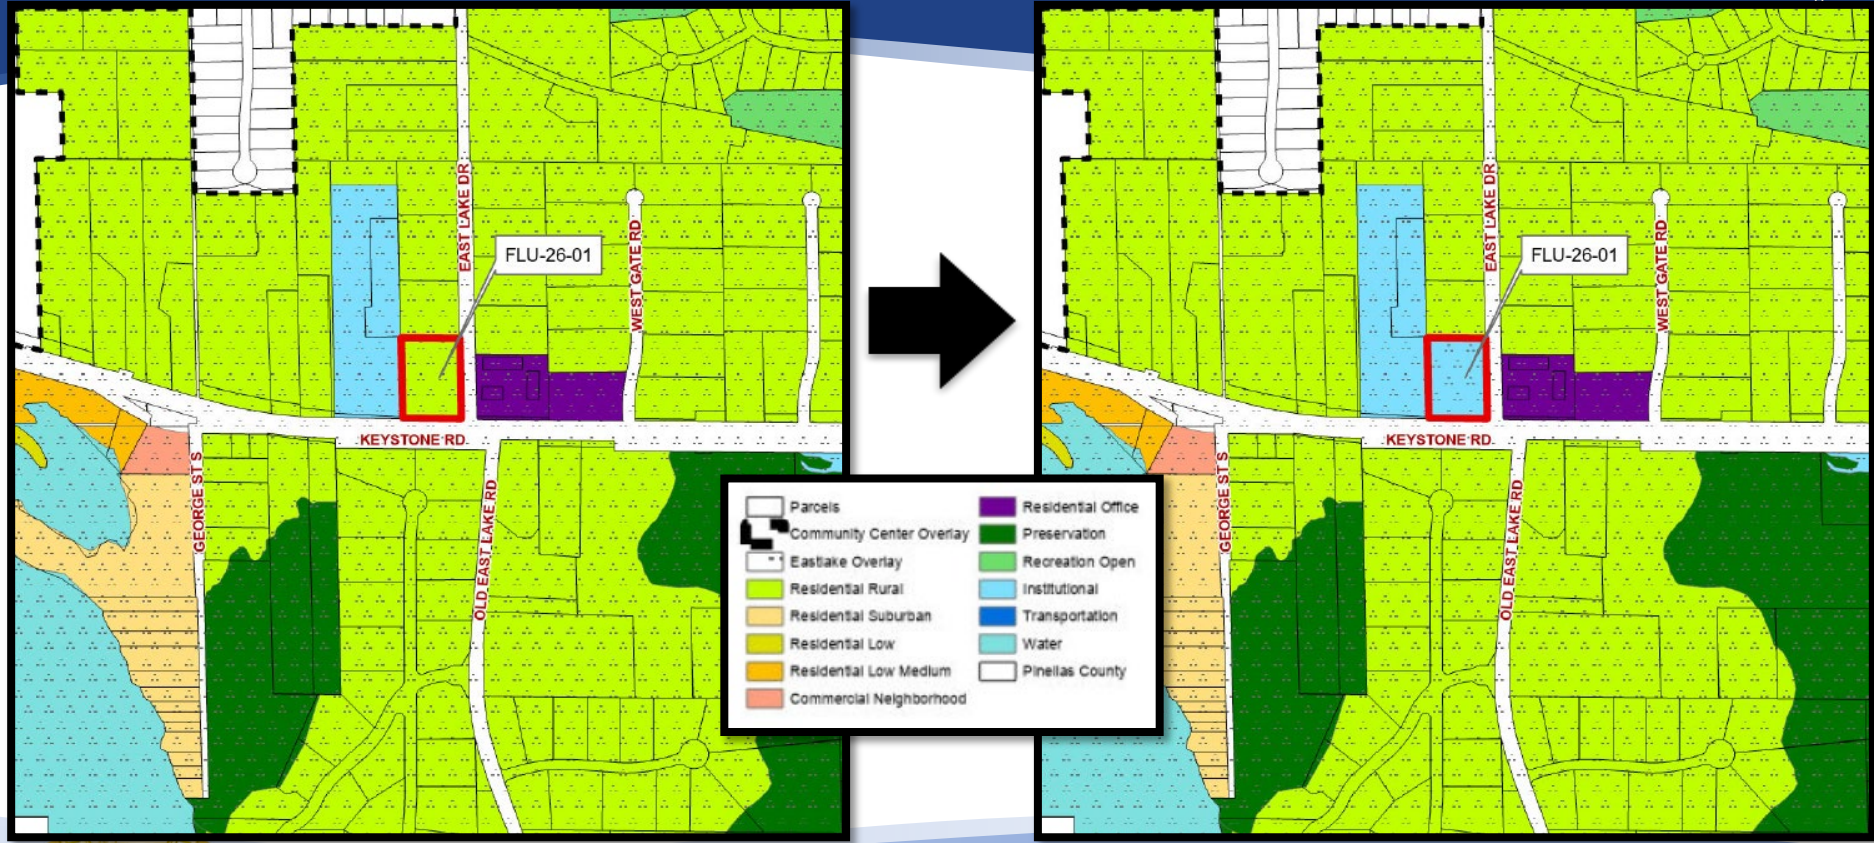 EAST LAKE DR
FLU-26-01
WEST GATE RD
KEYSTONE RD
GEORGE ST S
OLD EAST LAKE RD
EAST LAKE DR
FLU-26-01
WEST GATE RD
KEYSTONE RD
GEORGE ST S
OLD EAST LAKE RD
Parcels
Community Center Overlay
Eastlake Overlay
Residential Rural
Residential Suburban
Residential Low
Residential Low Medium
Commercial Neighborhood
Residential Office
Preservation
Recreation Open
Institutional
Transportation
Water
Pinellas County